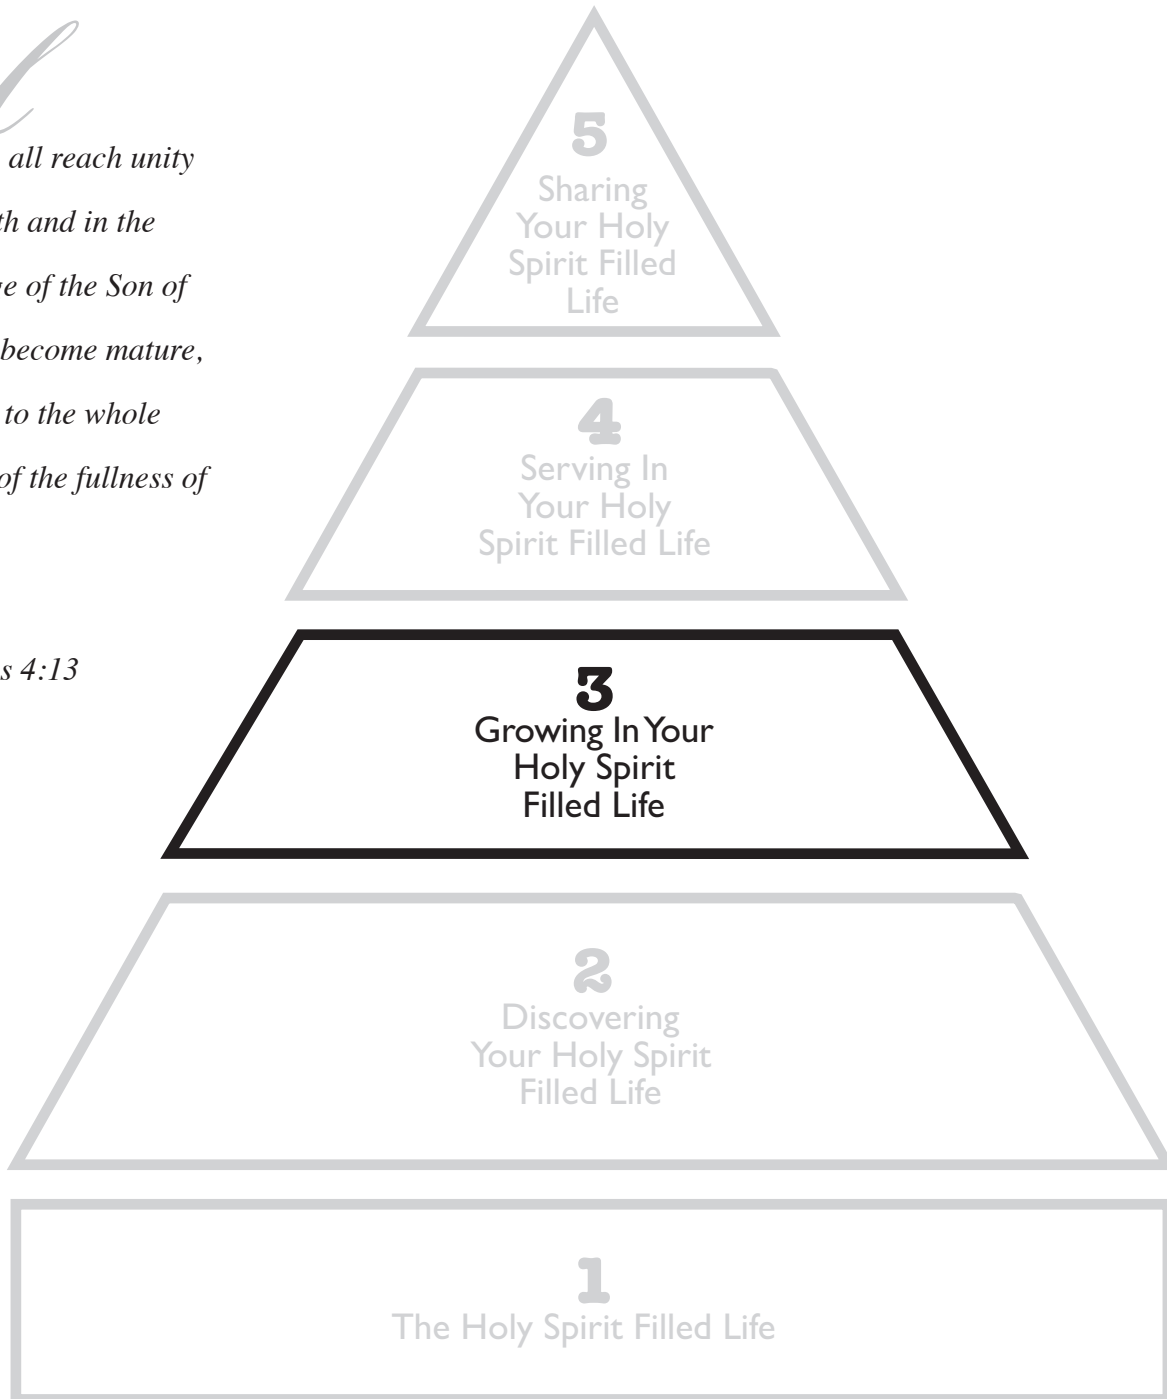 all reach unity
and in the
of the Son of
become mature,
to the whole
of the fullness of
4:13
5
Sharing
Your Holy
Spirit Filled
Life
4
Serving In
Your Holy
Spirit Filled Life
3
Growing In Your
Holy Spirit
Filled Life
2
Discovering
Your Holy Spirit
Filled Life
1
The Holy Spirit Filled Life